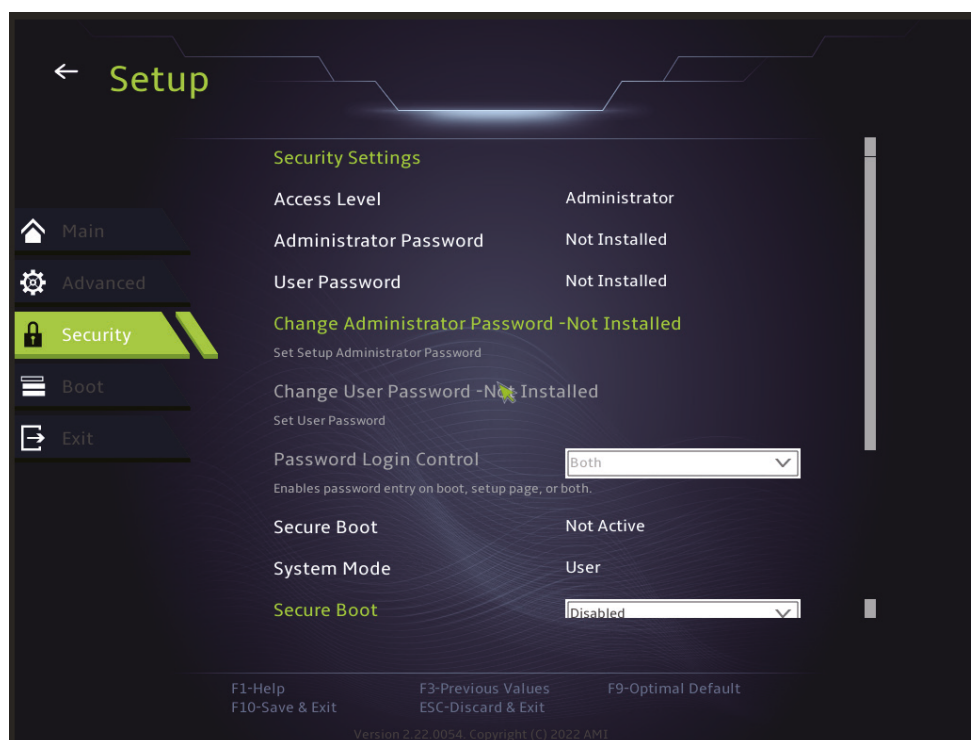 Setup
Security Settings
Access Level Administrator
Administrator Password Not Installed
User Password Not Installed
Change Administrator Password -Not Installed
Set Setup Administrator Password
Change User Password -Not Installed
Set User Password
Password Login Control Both
Enables password entry on boot, setup page, or both.
Secure Boot Not Active
System Mode User
Secure Boot Disabled
Main
Advanced
Security
Boot
Exit
F1-Help F3-Previous Values F9-Optimal Default
F10-Save & Exit ESC-Discard & Exit
Version 2.22.0054. Copyright (C) 2022 AMI